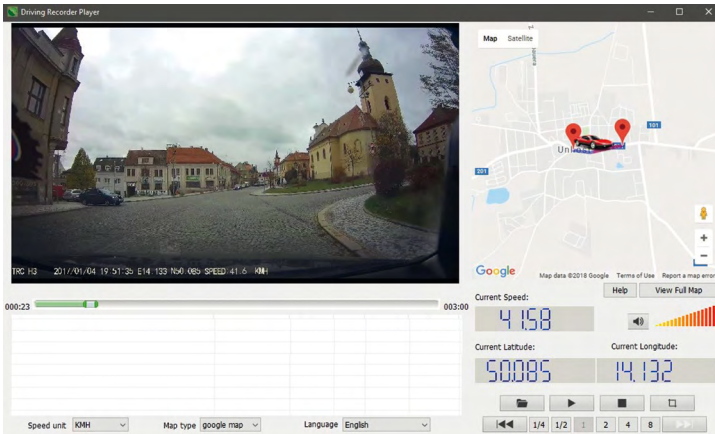 Driving Recorder Player
Map Satellite
101
Unhošť
201
TRC H3 2017/01/04 19:51:35 E14.133 N50.085 SPEED:41.6 KMH
Google
Map data ©2018 Google Terms of Use Report a map error
Help View Full Map
000:23
003:00
Current Speed:
41.58
Current Latitude:
Current Longitude:
50.085
14.132
Speed unit KMH Map type google map Language English
1/4 1/2 1 2 4 8